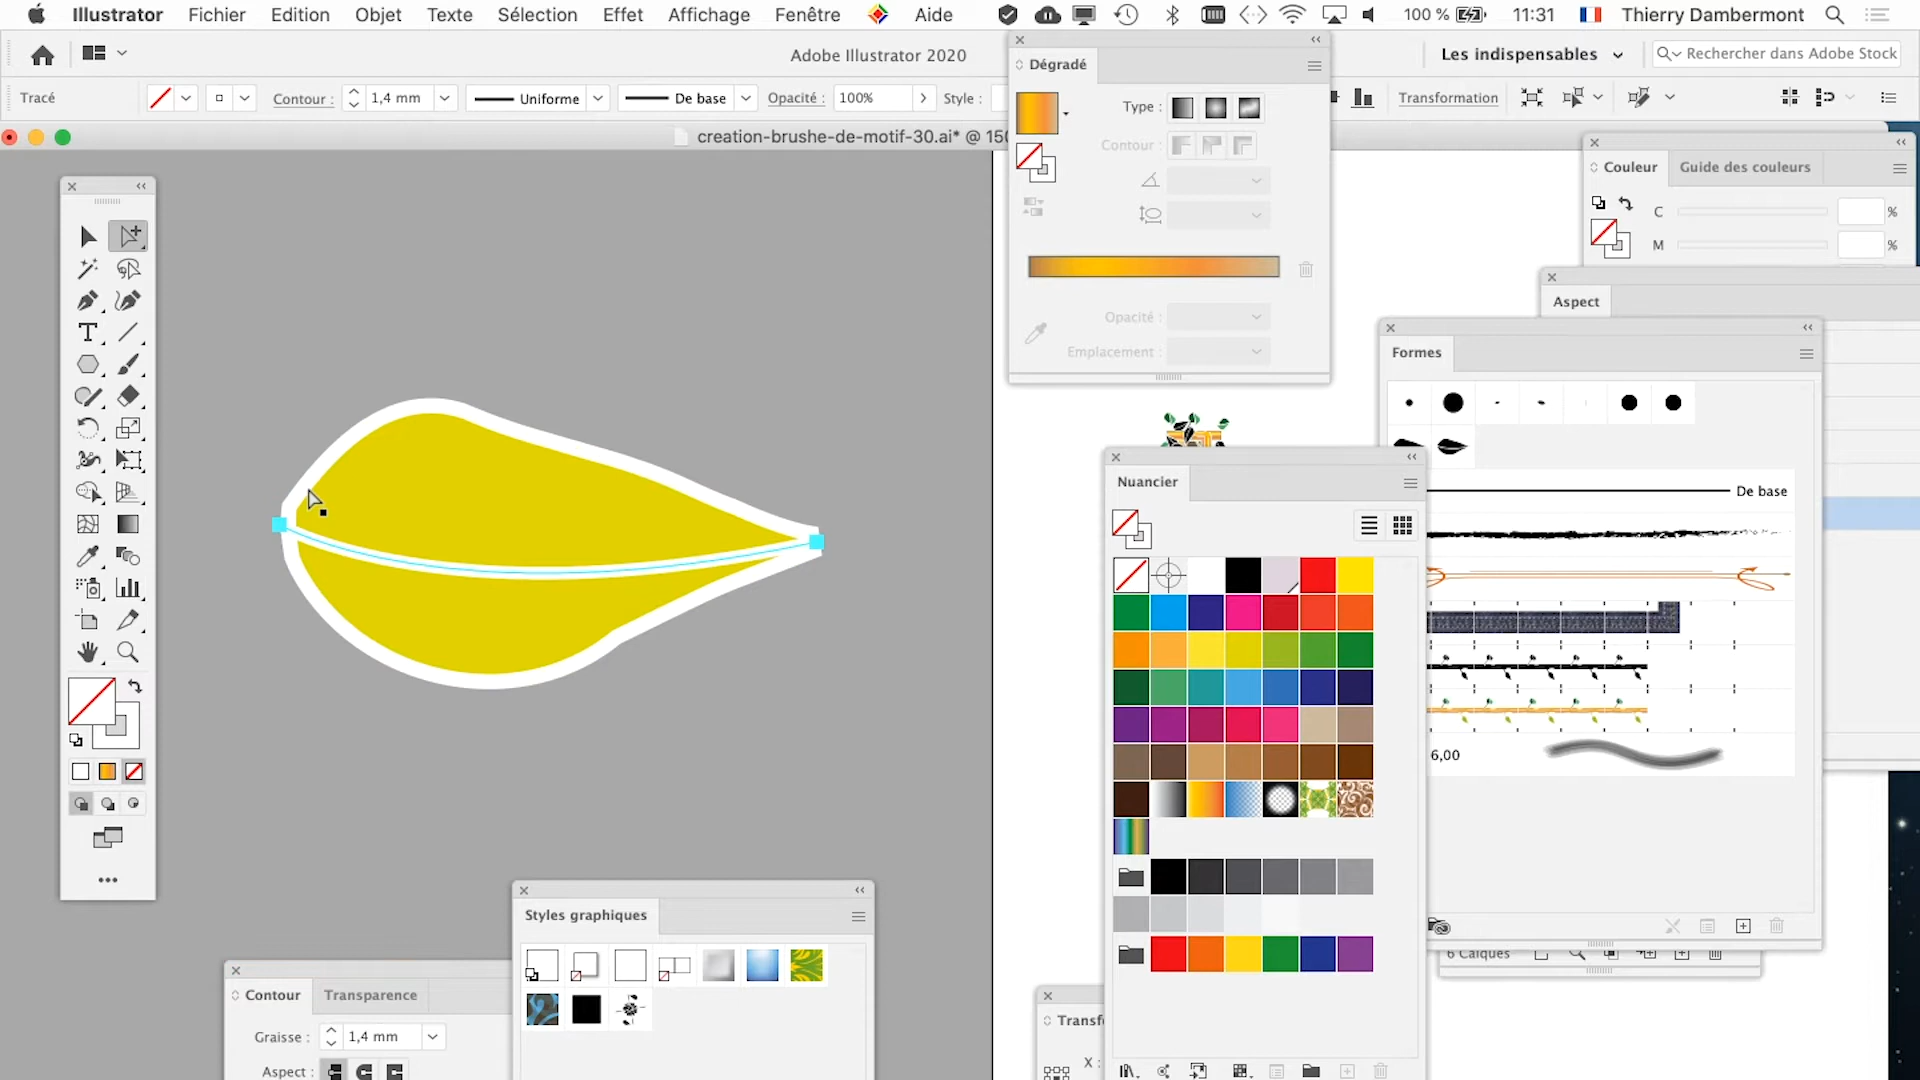 Illustrator Fichier Edition Objet Texte Sélection Effet Affichage Fenêtre Aide 100 % 11:31 Thierry Dambermont
Adobe Illustrator 2020
Les indispensables
Rechercher dans Adobe Stock
Tracé
Contour : 1,4 mm Uniforme De base Opacité : 100% Style : Transformation
creation-brushe-de-motif-30.ai* @ 150
Dégradé
Type :
Contour :
Opacité :
Emplacement :
Couleur Guide des couleurs
C %
M %
Aspect
Formes
De base
6,00
Nuancier
6 Calques
Styles graphiques
Contour Transparence
Graisse : 1,4 mm
Aspect :
Transf
X :